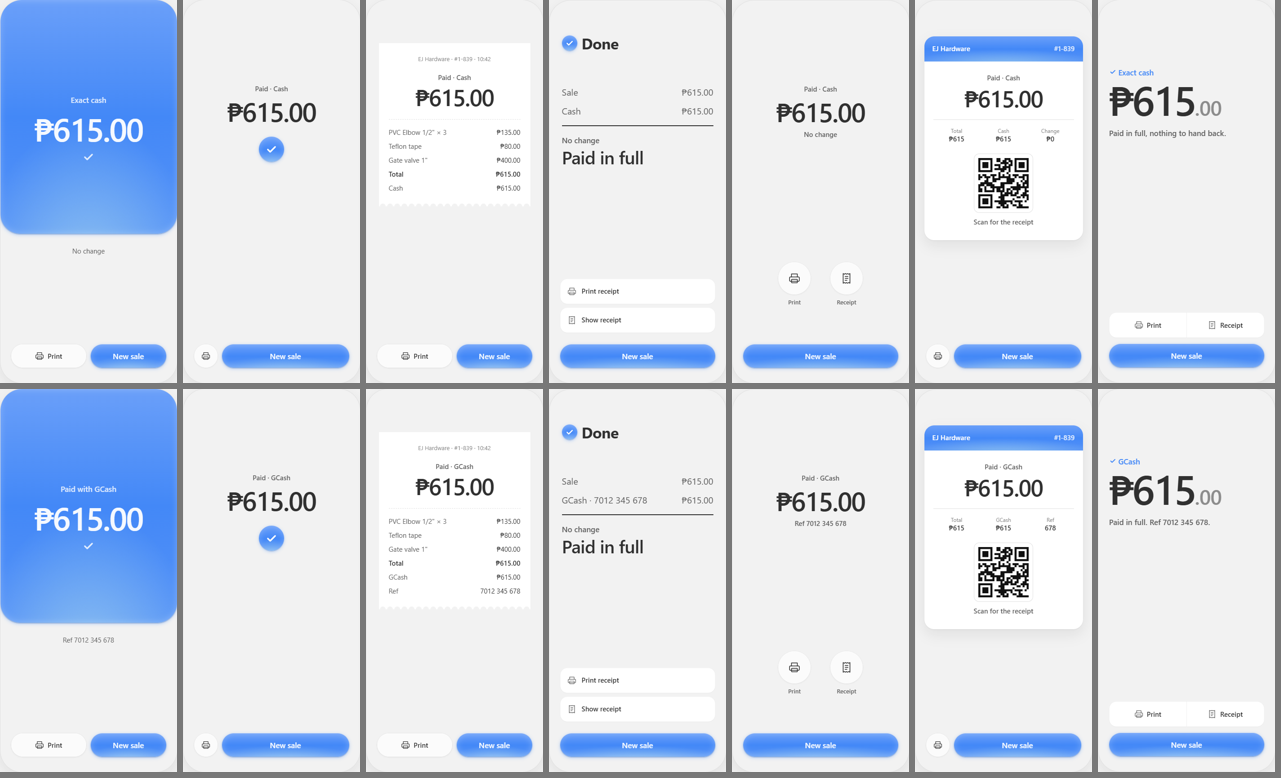 Exact cash
₱615.00
No change
Print
New sale
Paid · Cash
₱615.00
New sale
EJ Hardware · #1-839 · 10:42
Paid · Cash
₱615.00
PVC Elbow 1/2" × 3 ₱135.00
Teflon tape ₱80.00
Gate valve 1" ₱400.00
Total ₱615.00
Cash ₱615.00
Print
New sale
Done
Sale ₱615.00
Cash ₱615.00
No change
Paid in full
Print receipt
Show receipt
New sale
Paid · Cash
₱615.00
No change
Print
Receipt
New sale
EJ Hardware #1-839
Paid · Cash
₱615.00
Total Cash Change
₱615 ₱615 ₱0
Scan for the receipt
New sale
Exact cash
₱615.00
Paid in full, nothing to hand back.
Print
Receipt
New sale
Paid with GCash
₱615.00
Ref 7012 345 678
Print
New sale
Paid · GCash
₱615.00
New sale
EJ Hardware · #1-839 · 10:42
Paid · GCash
₱615.00
PVC Elbow 1/2" × 3 ₱135.00
Teflon tape ₱80.00
Gate valve 1" ₱400.00
Total ₱615.00
GCash ₱615.00
Ref 7012 345 678
Print
New sale
Done
Sale ₱615.00
GCash · 7012 345 678 ₱615.00
No change
Paid in full
Print receipt
Show receipt
New sale
Paid · GCash
₱615.00
Ref 7012 345 678
Print
Receipt
New sale
EJ Hardware #1-839
Paid · GCash
₱615.00
Total GCash Ref
₱615 ₱615 678
Scan for the receipt
New sale
GCash
₱615.00
Paid in full. Ref 7012 345 678.
Print
Receipt
New sale